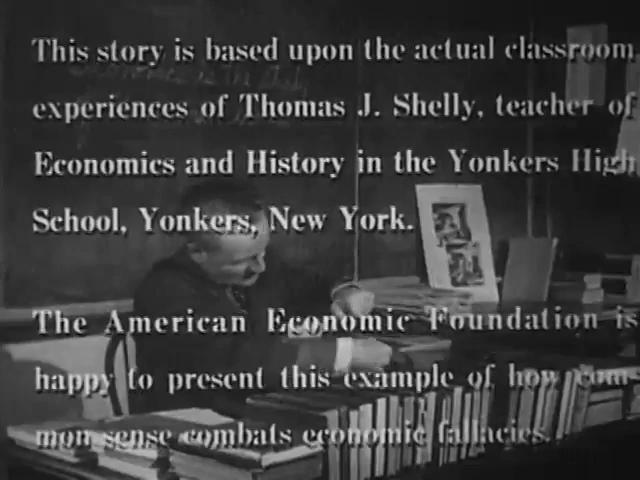 This story is based upon the actual classroom
experiences of Thomas J. Shelly, teacher of
Economics and History in the Yonkers High
School, Yonkers, New York.
The American Economic Foundation is
happy to present this example of how com-
mon sense combats economic fallacies.